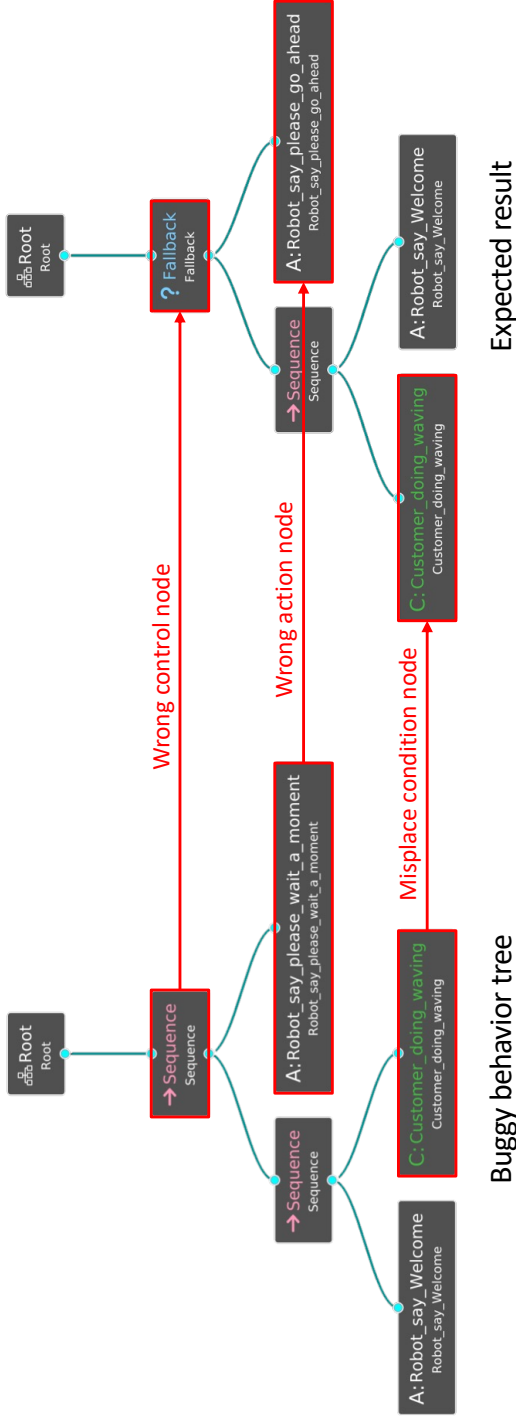 Root
Root
→ Sequence
Sequence
→ Sequence
Sequence
A: Robot_say_please_wait_a_moment
Robot_say_please_wait_a_moment
A: Robot_say_Welcome
Robot_say_Welcome
C: Customer_doing_waving
Customer_doing_waving
Buggy behavior tree
Wrong control node
Wrong action node
Misplace condition node
Root
Root
? Fallback
Fallback
→ Sequence
Sequence
A: Robot_say_please_go_ahead
Robot_say_please_go_ahead
C: Customer_doing_waving
Customer_doing_waving
A: Robot_say_Welcome
Robot_say_Welcome
Expected result